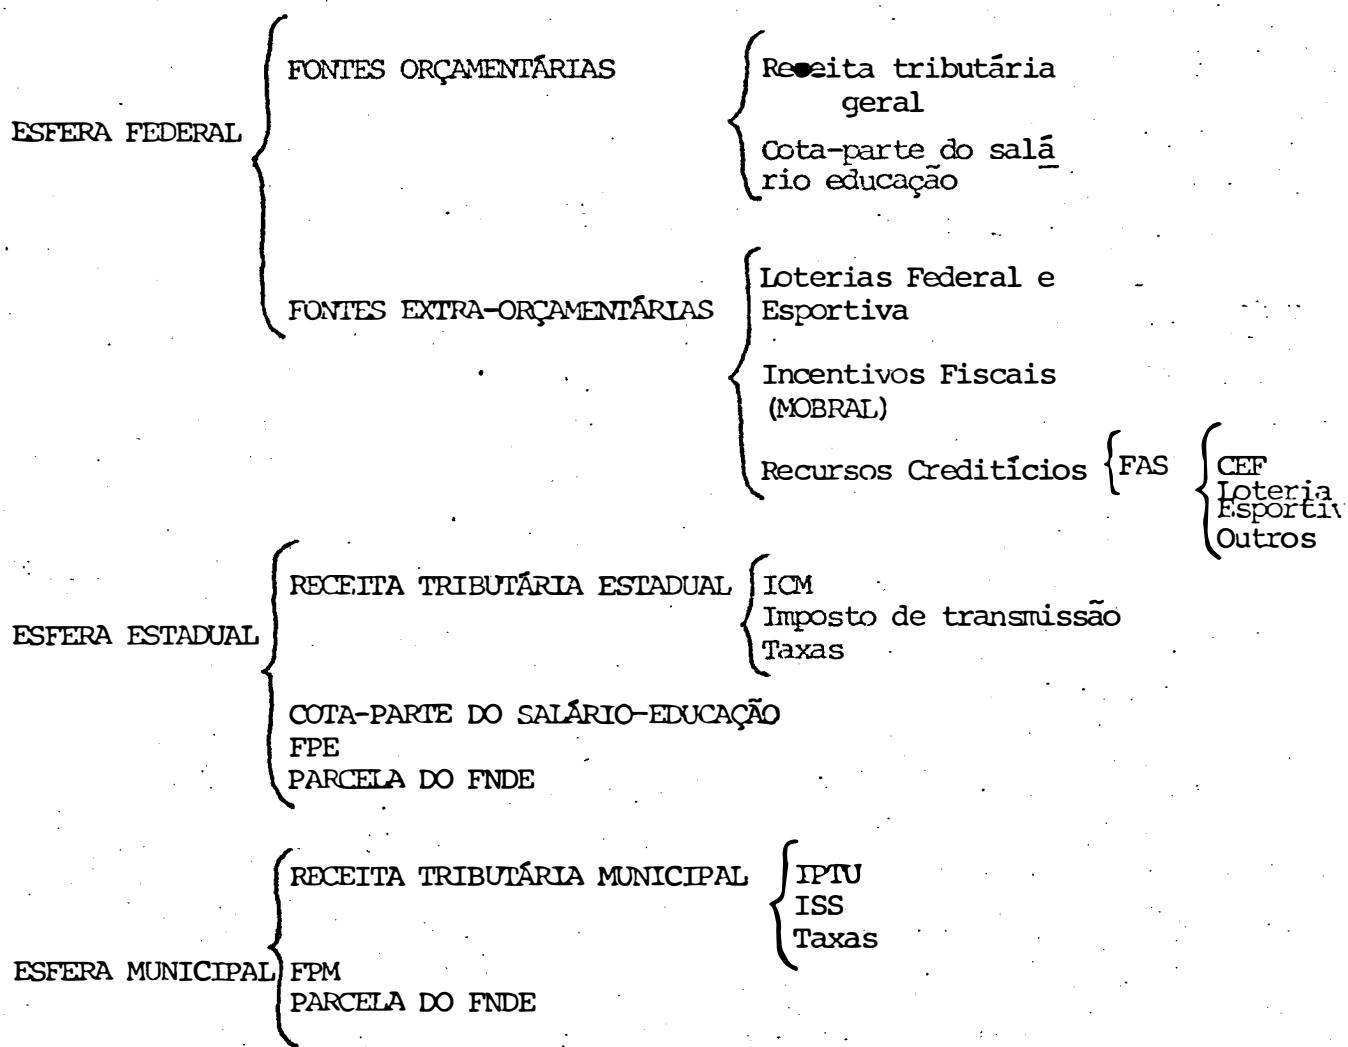 FONTES ORÇAMENTÁRIAS
Receita tributária
geral
ESFERA FEDERAL
Cota-parte do salá
rio educação
Loterias Federal e
Esportiva
FONTES EXTRA-ORÇAMENTÁRIAS
Incentivos Fiscais
(MOBRAL)
Recursos Creditícios
FAS
CEF
Loteria
Esportiv
Outros
RECEITA TRIBUTÁRIA ESTADUAL
ICM
Imposto de transmissão
Taxas
ESFERA ESTADUAL
COTA-PARTE DO SALÁRIO-EDUCAÇÃO
FPE
PARCELA DO FNDE
RECEITA TRIBUTÁRIA MUNICIPAL
IPTU
ISS
Taxas
ESFERA MUNICIPAL
FPM
PARCELA DO FNDE